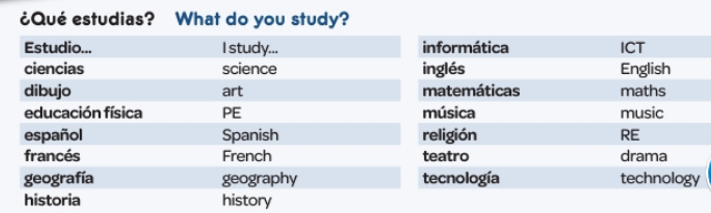 ¿Qué estudias? What do you study?
Estudio... I study...
ciencias science
dibujo art
educación física PE
español Spanish
francés French
geografía geography
historia history
informática ICT
inglés English
matemáticas maths
música music
religión RE
teatro drama
tecnología technology